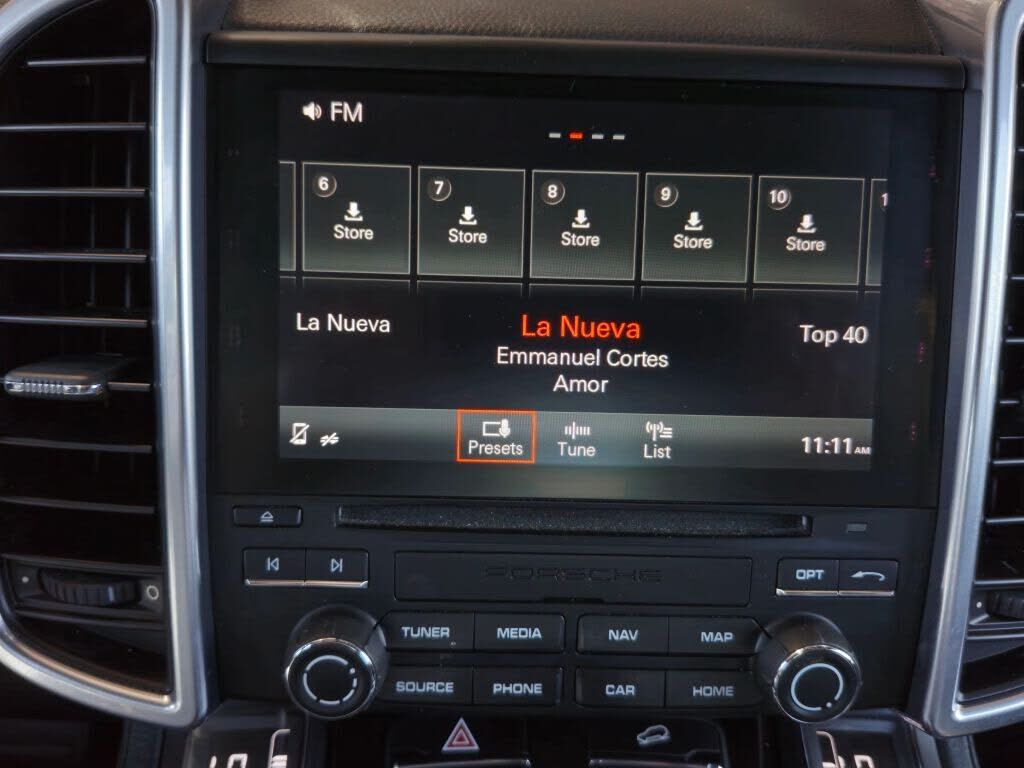 FM
6 7 8 9 10
Store Store Store Store Store
La Nueva La Nueva Top 40
Emmanuel Cortes
Amor
Presets Tune List 11:11AM
PORSCHE OPT
TUNER MEDIA NAV MAP
SOURCE PHONE CAR HOME